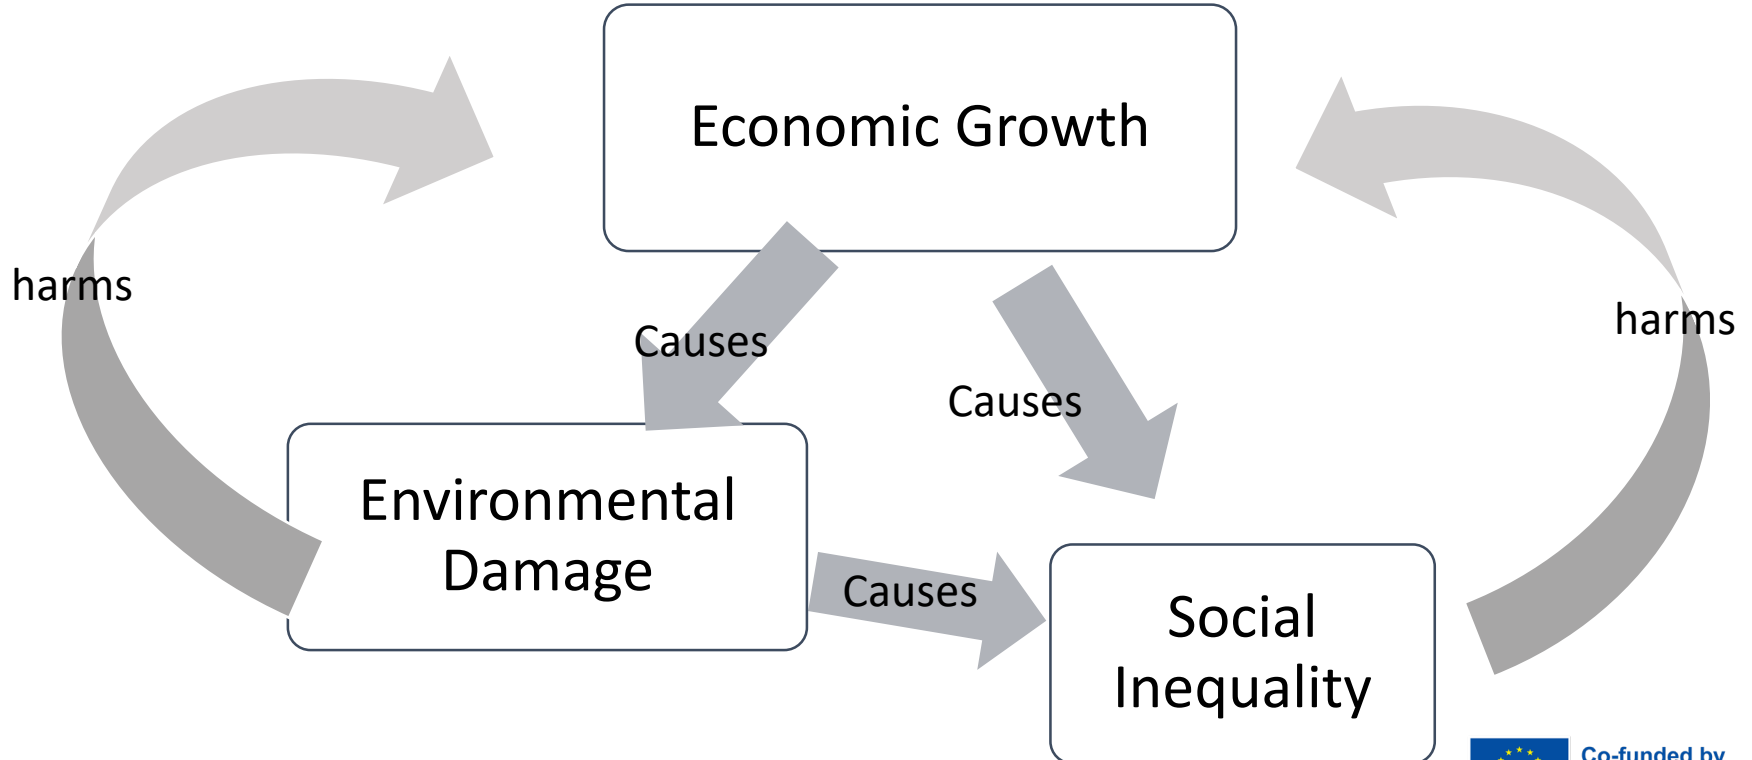 Economic Growth
harms
harms
Causes
Causes
Environmental
Damage
Causes
Social
Inequality
Co-funded by